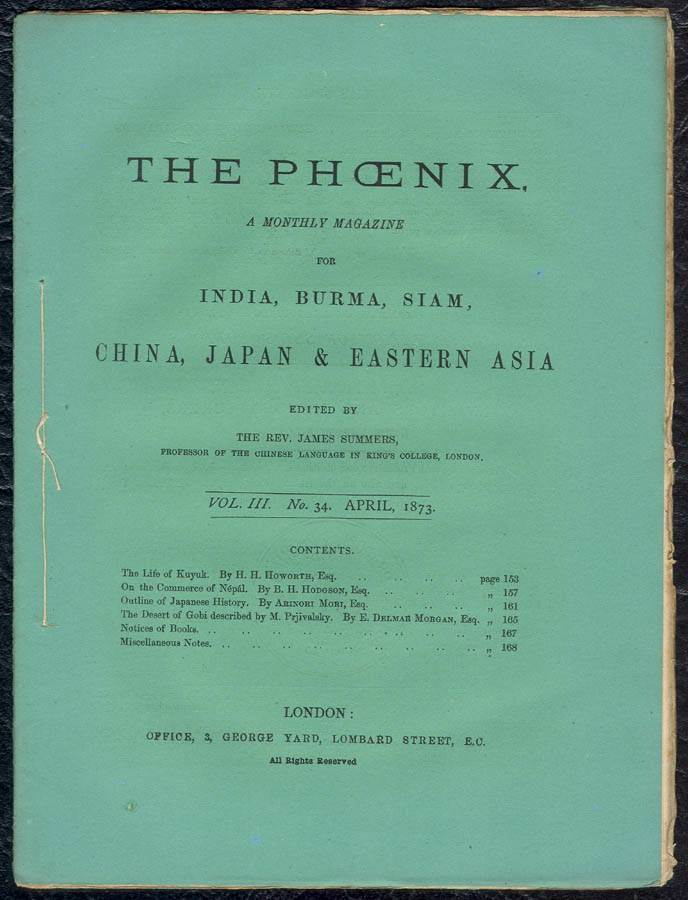 THE PHŒNIX,
A MONTHLY MAGAZINE
FOR
INDIA, BURMA, SIAM,
CHINA, JAPAN & EASTERN ASIA
EDITED BY
THE REV. JAMES SUMMERS,
PROFESSOR OF THE CHINESE LANGUAGE IN KING'S COLLEGE, LONDON.
VOL. III. No. 34. APRIL, 1873.
CONTENTS.
The Life of Kuyuk. By H. H. HOWORTH, Esq. .. .. .. .. page 153
On the Commerce of Népál. By B. H. HODGSON, Esq. .. .. .. „ 157
Outline of Japanese History. By ARINORI MORI, Esq. .. .. .. „ 161
The Desert of Gobi described by M. Prjivalsky. By E. DELMAR MORGAN, Esq. „ 165
Notices of Books. .. .. .. .. .. .. .. .. .. „ 167
Miscellaneous Notes. .. .. .. .. .. .. .. .. .. „ 168
LONDON:
OFFICE, 3, GEORGE YARD, LOMBARD STREET, E.C.
All Rights Reserved